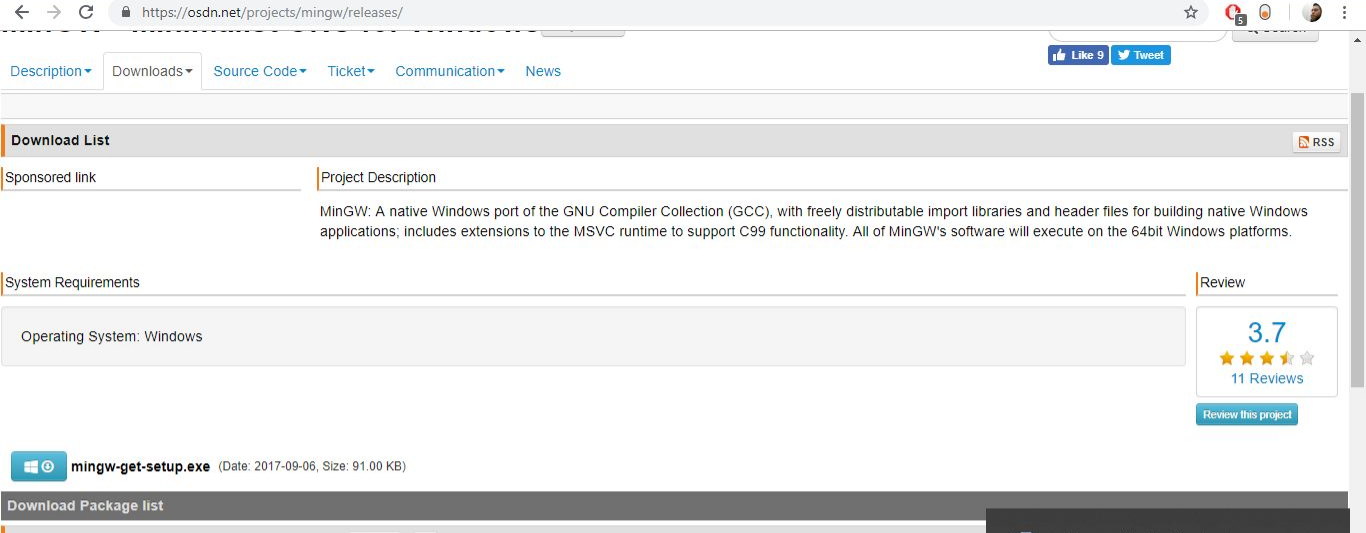 https://osdn.net/projects/mingw/releases/
5
Like 9 Tweet
Description Downloads Source Code Ticket Communication News
Download List
RSS
Sponsored link
Project Description
MinGW: A native Windows port of the GNU Compiler Collection (GCC), with freely distributable import libraries and header files for building native Windows
applications; includes extensions to the MSVC runtime to support C99 functionality. All of MinGW's software will execute on the 64bit Windows platforms.
System Requirements
Review
Operating System: Windows
3.7
11 Reviews
Review this project
mingw-get-setup.exe (Date: 2017-09-06, Size: 91.00 KB)
Download Package list